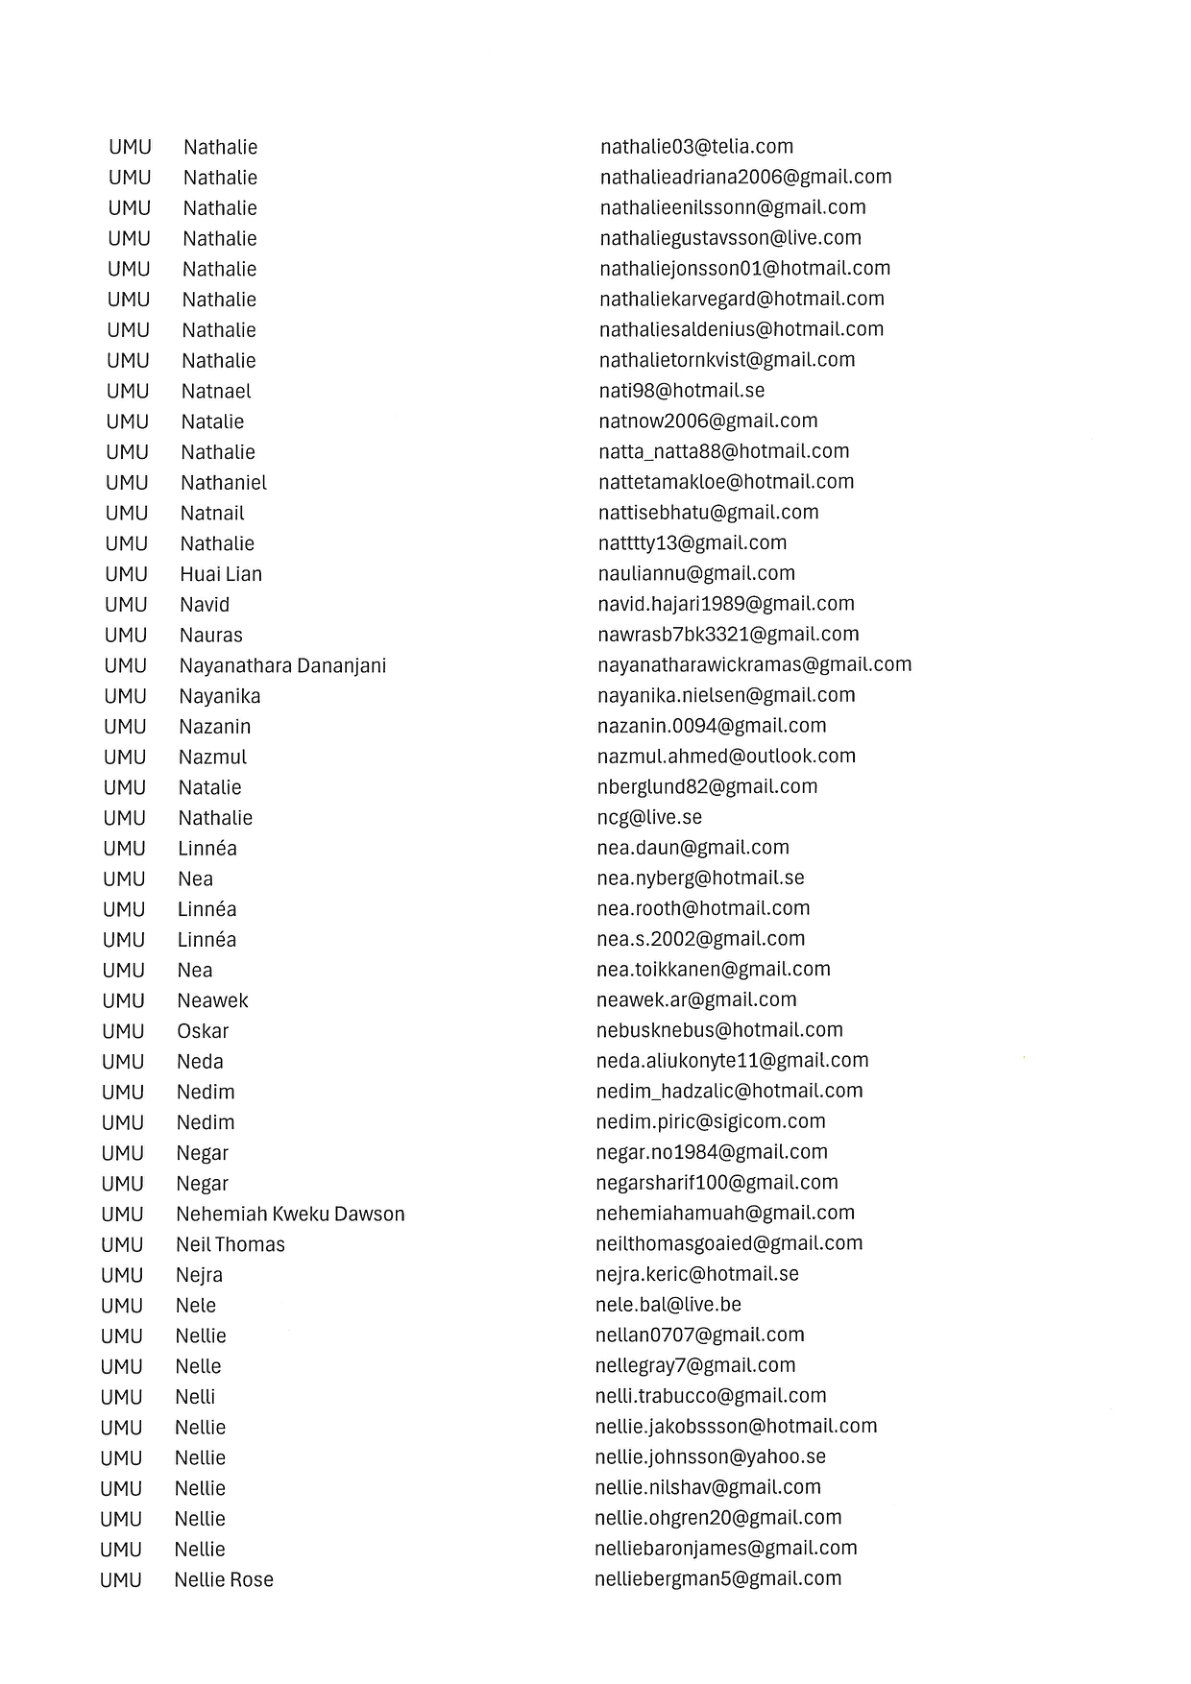 UMU Nathalie nathalie03@telia.com
UMU Nathalie nathalieadriana2006@gmail.com
UMU Nathalie nathalieenilssonn@gmail.com
UMU Nathalie nathaliegustavsson@live.com
UMU Nathalie nathaliejonsson01@hotmail.com
UMU Nathalie nathaliekarvegard@hotmail.com
UMU Nathalie nathaliesaldenius@hotmail.com
UMU Nathalie nathalietornkvist@gmail.com
UMU Natnael nati98@hotmail.se
UMU Natalie natnow2006@gmail.com
UMU Nathalie natta_natta88@hotmail.com
UMU Nathaniel nattetamakloe@hotmail.com
UMU Natnail nattisebhatu@gmail.com
UMU Nathalie natttty13@gmail.com
UMU Huai Lian nauliannu@gmail.com
UMU Navid navid.hajari1989@gmail.com
UMU Nauras nawrasb7bk3321@gmail.com
UMU Nayanathara Dananjani nayanatharawickramas@gmail.com
UMU Nayanika nayanika.nielsen@gmail.com
UMU Nazanin nazanin.0094@gmail.com
UMU Nazmul nazmul.ahmed@outlook.com
UMU Natalie nberglund82@gmail.com
UMU Nathalie ncg@live.se
UMU Linnéa nea.daun@gmail.com
UMU Nea nea.nyberg@hotmail.se
UMU Linnéa nea.rooth@hotmail.com
UMU Linnéa nea.s.2002@gmail.com
UMU Nea nea.toikkanen@gmail.com
UMU Neawek neawek.ar@gmail.com
UMU Oskar nebusknebus@hotmail.com
UMU Neda neda.aliukonyte11@gmail.com
UMU Nedim nedim_hadzalic@hotmail.com
UMU Nedim nedim.piric@sigicom.com
UMU Negar negar.no1984@gmail.com
UMU Negar negarsharif100@gmail.com
UMU Nehemiah Kweku Dawson nehemiahamuah@gmail.com
UMU Neil Thomas neilthomasgoaied@gmail.com
UMU Nejra nejra.keric@hotmail.se
UMU Nele nele.bal@live.be
UMU Nellie nellan0707@gmail.com
UMU Nelle nellegray7@gmail.com
UMU Nelli nelli.trabucco@gmail.com
UMU Nellie nellie.jakobssson@hotmail.com
UMU Nellie nellie.johnsson@yahoo.se
UMU Nellie nellie.nilshav@gmail.com
UMU Nellie nellie.ohgren20@gmail.com
UMU Nellie nelliebaronjames@gmail.com
UMU Nellie Rose nelliebergman5@gmail.com